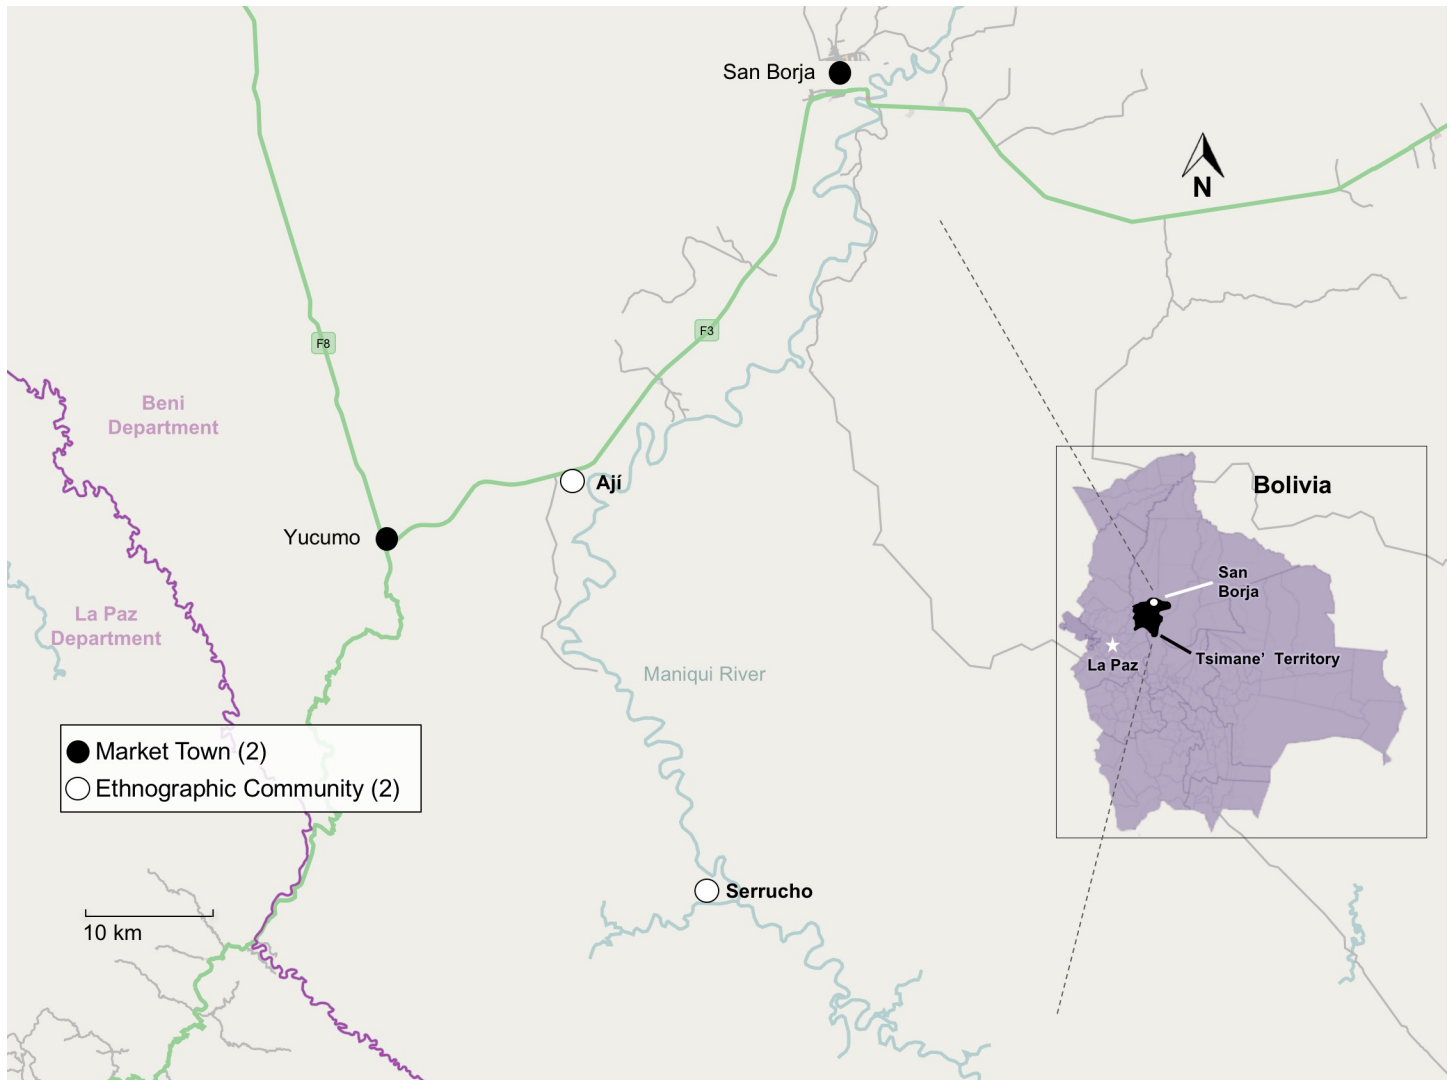 San Borja
N
F3
F8
Beni
Department
Ají
Bolivia
Yucumo
San
Borja
La Paz
Department
Tsimane’ Territory
La Paz
Maniqui River
Market Town (2)
Ethnographic Community (2)
Serrucho
10 km